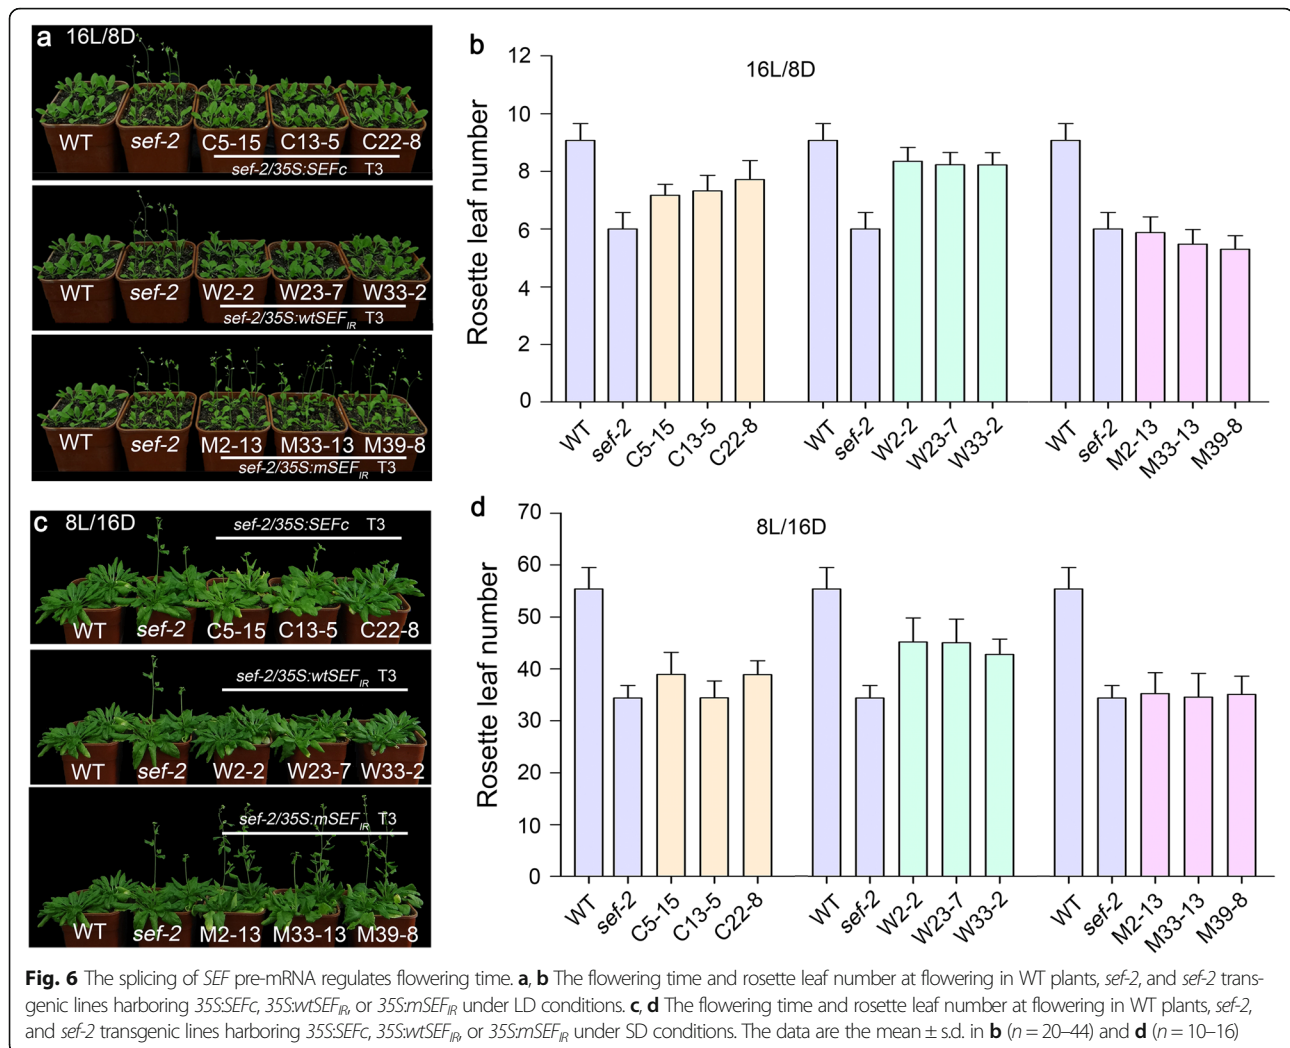 a 16L/8D
WT sef-2 C5-15 C13-5 C22-8
sef-2/35S:SEFc T3
WT sef-2 W2-2 W23-7 W33-2
sef-2/35S:wtSEFIR T3
WT sef-2 M2-13 M33-13 M39-8
sef-2/35S:mSEFIR T3
b
16L/8D
Rosette leaf number
12
10
8
6
4
2
0
WT sef-2 C5-15 C13-5 C22-8 WT sef-2 W2-2 W23-7 W33-2 WT sef-2 M2-13 M33-13 M39-8
c 8L/16D
sef-2/35S:SEFc T3
WT sef-2 C5-15 C13-5 C22-8
sef-2/35S:wtSEFIR T3
WT sef-2 W2-2 W23-7 W33-2
sef-2/35S:mSEFIR T3
WT sef-2 M2-13 M33-13 M39-8
d
8L/16D
Rosette leaf number
70
60
50
40
30
20
10
0
WT sef-2 C5-15 C13-5 C22-8 WT sef-2 W2-2 W23-7 W33-2 WT sef-2 M2-13 M33-13 M39-8
Fig. 6 The splicing of SEF pre-mRNA regulates flowering time. a, b The flowering time and rosette leaf number at flowering in WT plants, sef-2, and sef-2 trans-
genic lines harboring 35S:SEFc, 35S:wtSEFIR, or 35S:mSEFIR under LD conditions. c, d The flowering time and rosette leaf number at flowering in WT plants, sef-2,
and sef-2 transgenic lines harboring 35S:SEFc, 35S:wtSEFIR, or 35S:mSEFIR under SD conditions. The data are the mean ± s.d. in b (n = 20–44) and d (n = 10–16)